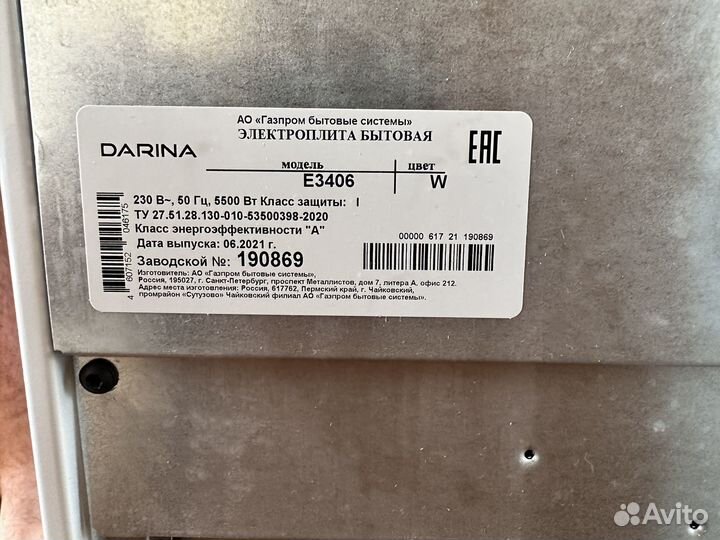 АО «Газпром бытовые системы»
ЭЛЕКТРОПЛИТА БЫТОВАЯ
DARINA
EAC
модель
цвет
E3406
W
230 В~, 50 Гц, 5500 Вт Класс защиты: I
ТУ 27.51.28.130-010-53500398-2020
Класс энергоэффективности "А"
Дата выпуска: 06.2021 г.
Заводской №: 190869
00000 617 21 190869
4 607152 046175
Изготовитель: АО «Газпром бытовые системы»,
Россия, 195027, г. Санкт-Петербург, проспект Металлистов, дом 7, литера А, офис 212.
Адрес места изготовления: Россия, 617762, Пермский край, г. Чайковский,
промрайон «Сутузово» Чайковский филиал АО «Газпром бытовые системы».
Avito